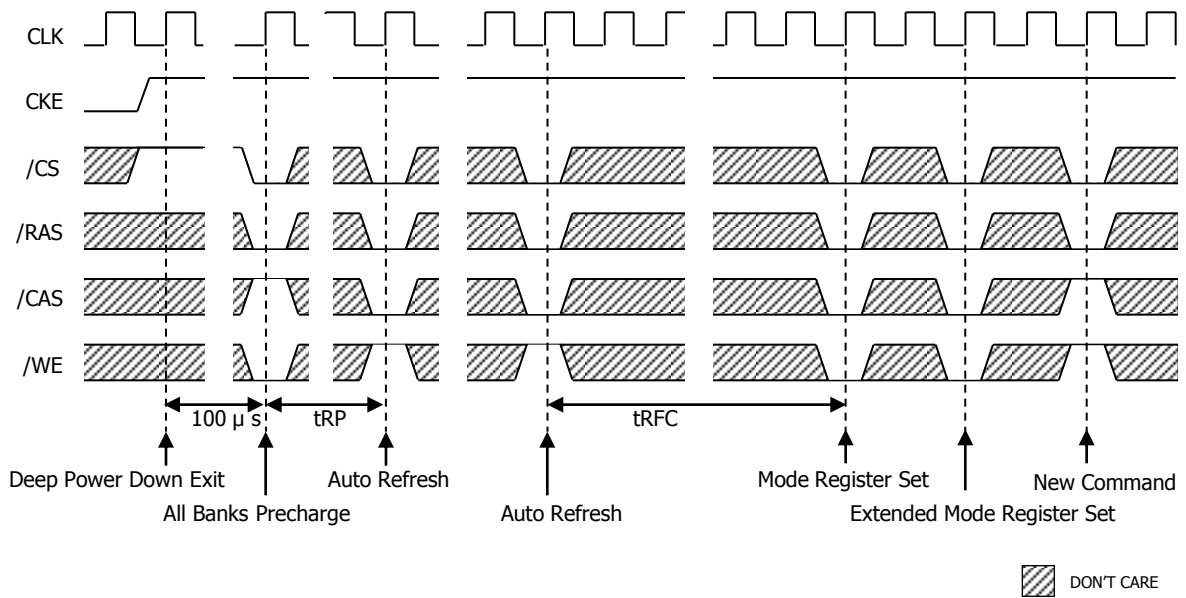 CLK
CKE
/CS
/RAS
/CAS
/WE
100 μ s
tRP
tRFC
Deep Power Down Exit
Auto Refresh
Mode Register Set
New Command
All Banks Precharge
Auto Refresh
Extended Mode Register Set
DON'T CARE